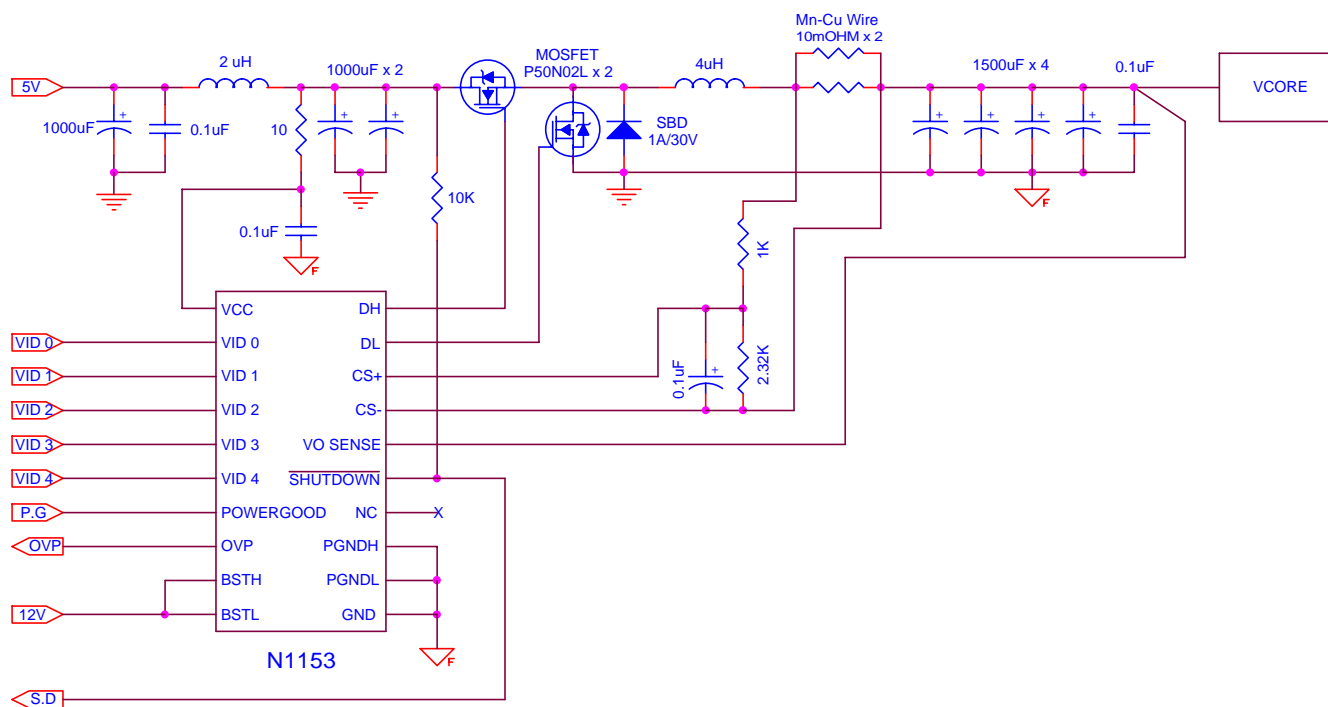 Mn-Cu Wire
10mOHM x 2
MOSFET
P50N02L x 2
2 uH
1000uF x 2
4uH
1500uF x 4
0.1uF
5V
VCORE
1000uF
+
0.1uF
10
+
+
SBD
1A/30V
+
+
+
+
10K
0.1uF
F
F
1K
VCC
DH
VID 0
VID 0
DL
VID 1
VID 1
CS+
0.1uF
+
2.32K
VID 2
VID 2
CS-
VID 3
VID 3
VO SENSE
VID 4
VID 4
SHUTDOWN
P.G
POWERGOOD
NC
X
OVP
OVP
PGNDH
BSTH
PGNDL
12V
BSTL
GND
F
N1153
S.D